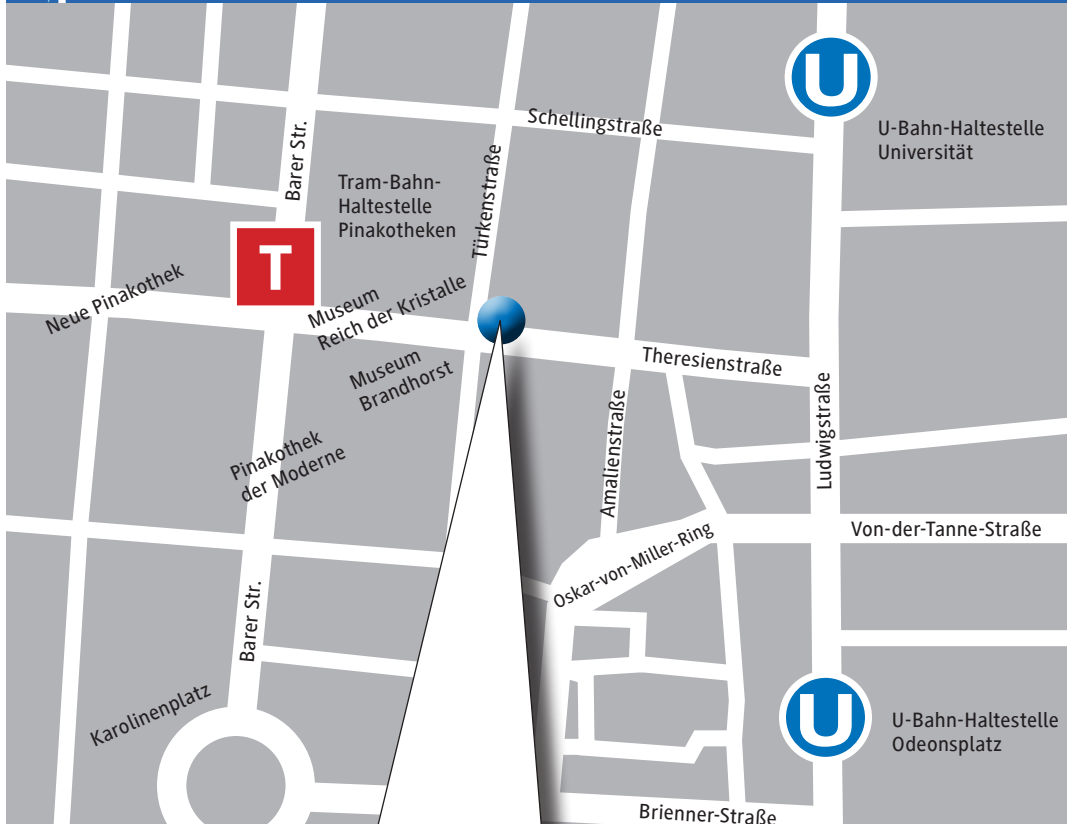 U
Schellingstraße
U-Bahn-Haltestelle
Universität
Barer Str.
Tram-Bahn-
Haltestelle
Pinakotheken
Türkenstraße
T
Neue Pinakothek
Museum
Reich der Kristalle
Museum
Brandhorst
Theresienstraße
Amalienstraße
Ludwigstraße
Pinakothek
der Moderne
Von-der-Tanne-Straße
Oskar-von-Miller-Ring
Barer Str.
Karolinenplatz
U
U-Bahn-Haltestelle
Odeonsplatz
Brienner-Straße